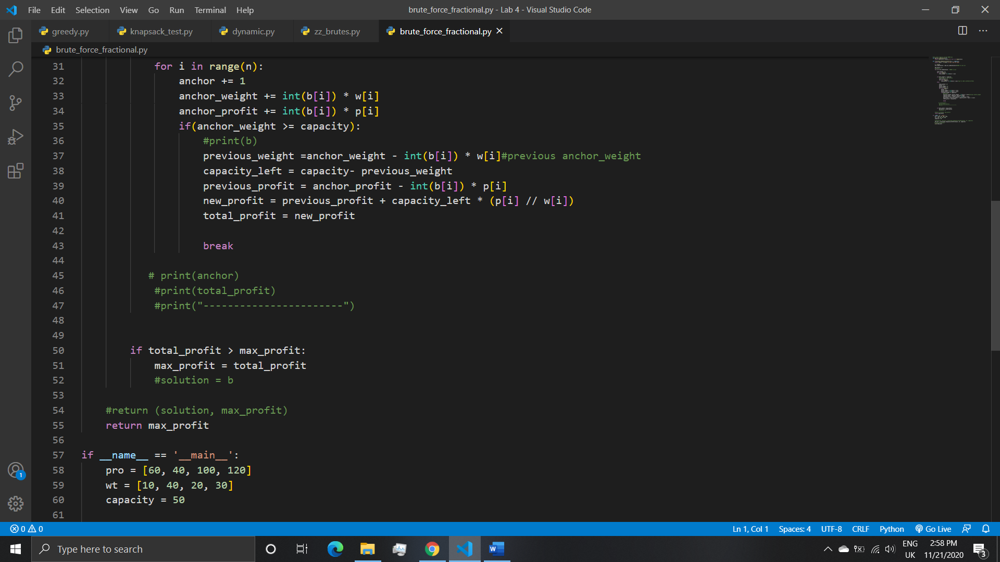 File Edit Selection View Go Run Terminal Help
brute_force_fractional.py - Lab 4 - Visual Studio Code
greedy.py knapsack_test.py dynamic.py zz_brutes.py brute_force_fractional.py
brute_force_fractional.py
31 for i in range(n):
32 anchor += 1
33 anchor_weight += int(b[i]) * w[i]
34 anchor_profit += int(b[i]) * p[i]
35 if(anchor_weight >= capacity):
36 #print(b)
37 previous_weight =anchor_weight - int(b[i]) * w[i]#previous anchor_weight
38 capacity_left = capacity- previous_weight
39 previous_profit = anchor_profit - int(b[i]) * p[i]
40 new_profit = previous_profit + capacity_left * (p[i] // w[i])
41 total_profit = new_profit
42
43 break
44
45 # print(anchor)
46 #print(total_profit)
47 #print("-----------------------")
48
49
50 if total_profit > max_profit:
51 max_profit = total_profit
52 #solution = b
53
54 #return (solution, max_profit)
55 return max_profit
56
57 if __name__ == '__main__':
58 pro = [60, 40, 100, 120]
59 wt = [10, 40, 20, 30]
60 capacity = 50
61
1
0 0
Ln 1, Col 1 Spaces: 4 UTF-8 CRLF Python Go Live
Type here to search
ENG
UK
2:58 PM
11/21/2020
3